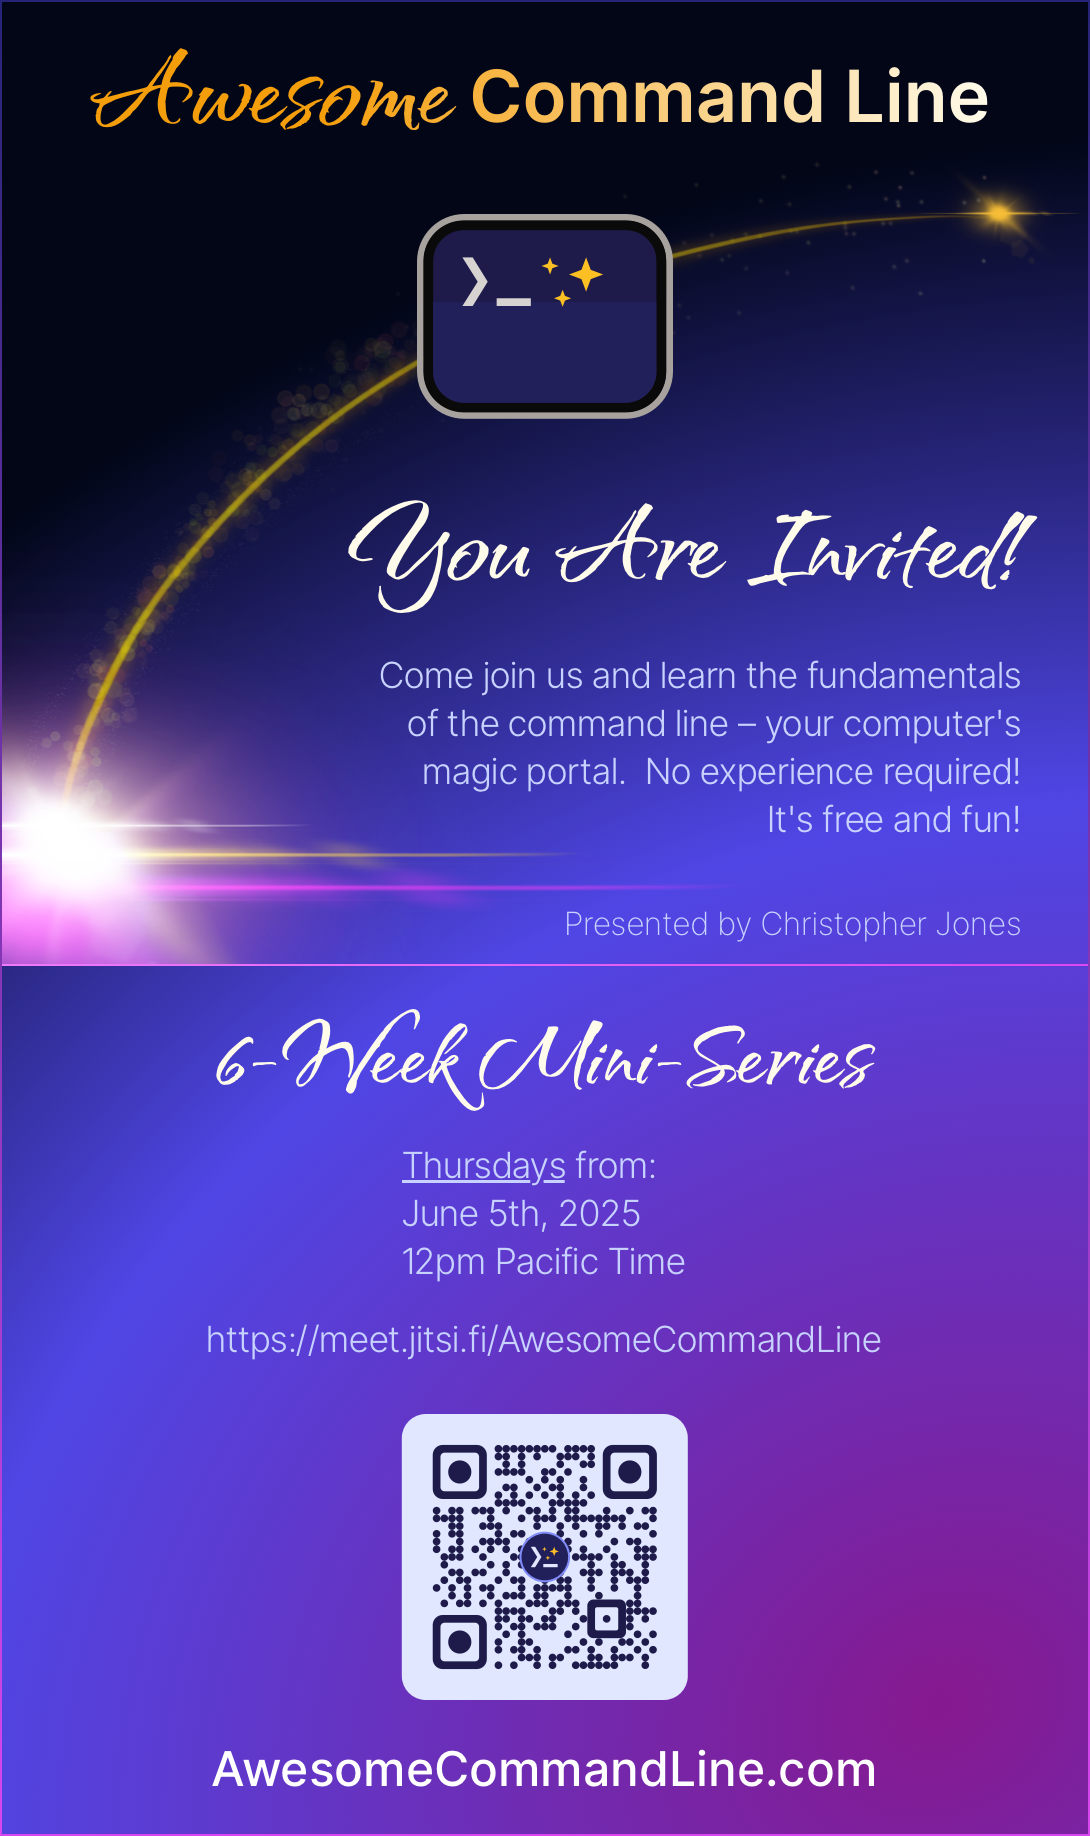 Awesome Command Line
❯_
You Are Invited!
Come join us and learn the fundamentals
of the command line – your computer's
magic portal.  No experience required!
It's free and fun!
Presented by Christopher Jones
6-Week Mini-Series
Thursdays from:
June 5th, 2025
12pm Pacific Time
https://meet.jitsi.fi/AwesomeCommandLine
AwesomeCommandLine.com